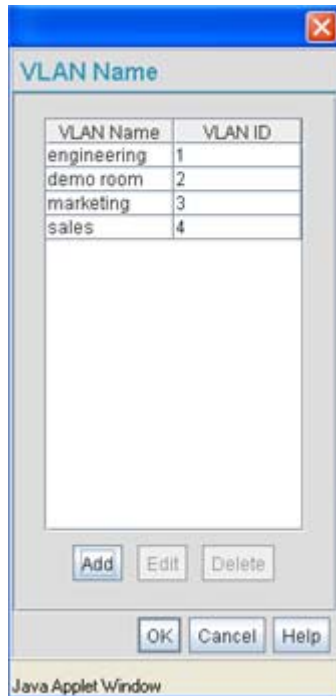 VLAN Name
VLAN Name VLAN ID
engineering 1
demo room 2
marketing 3
sales 4
Add Edit Delete
OK Cancel Help
Java Applet Window